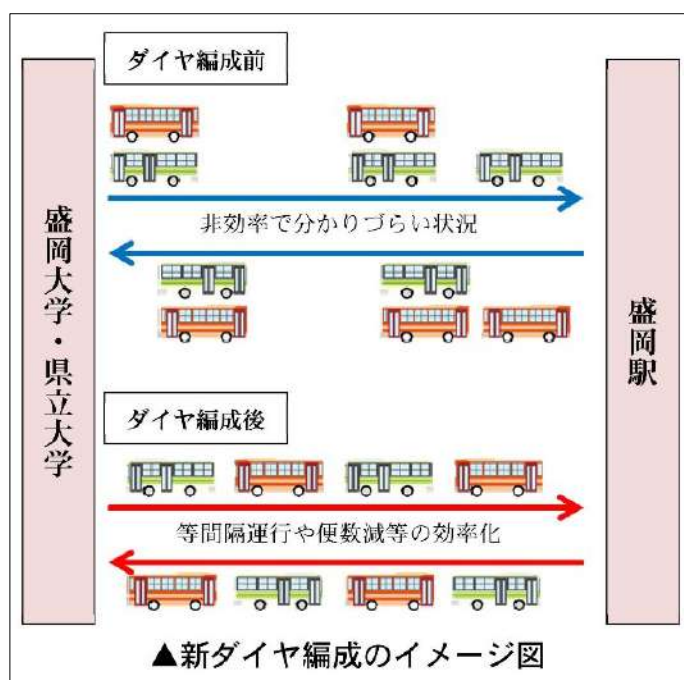 ダイヤ編成前
盛岡大学・県立大学
非効率で分かりづらい状況
盛岡駅
ダイヤ編成後
等間隔運行や便数減等の効率化
▲新ダイヤ編成のイメージ図